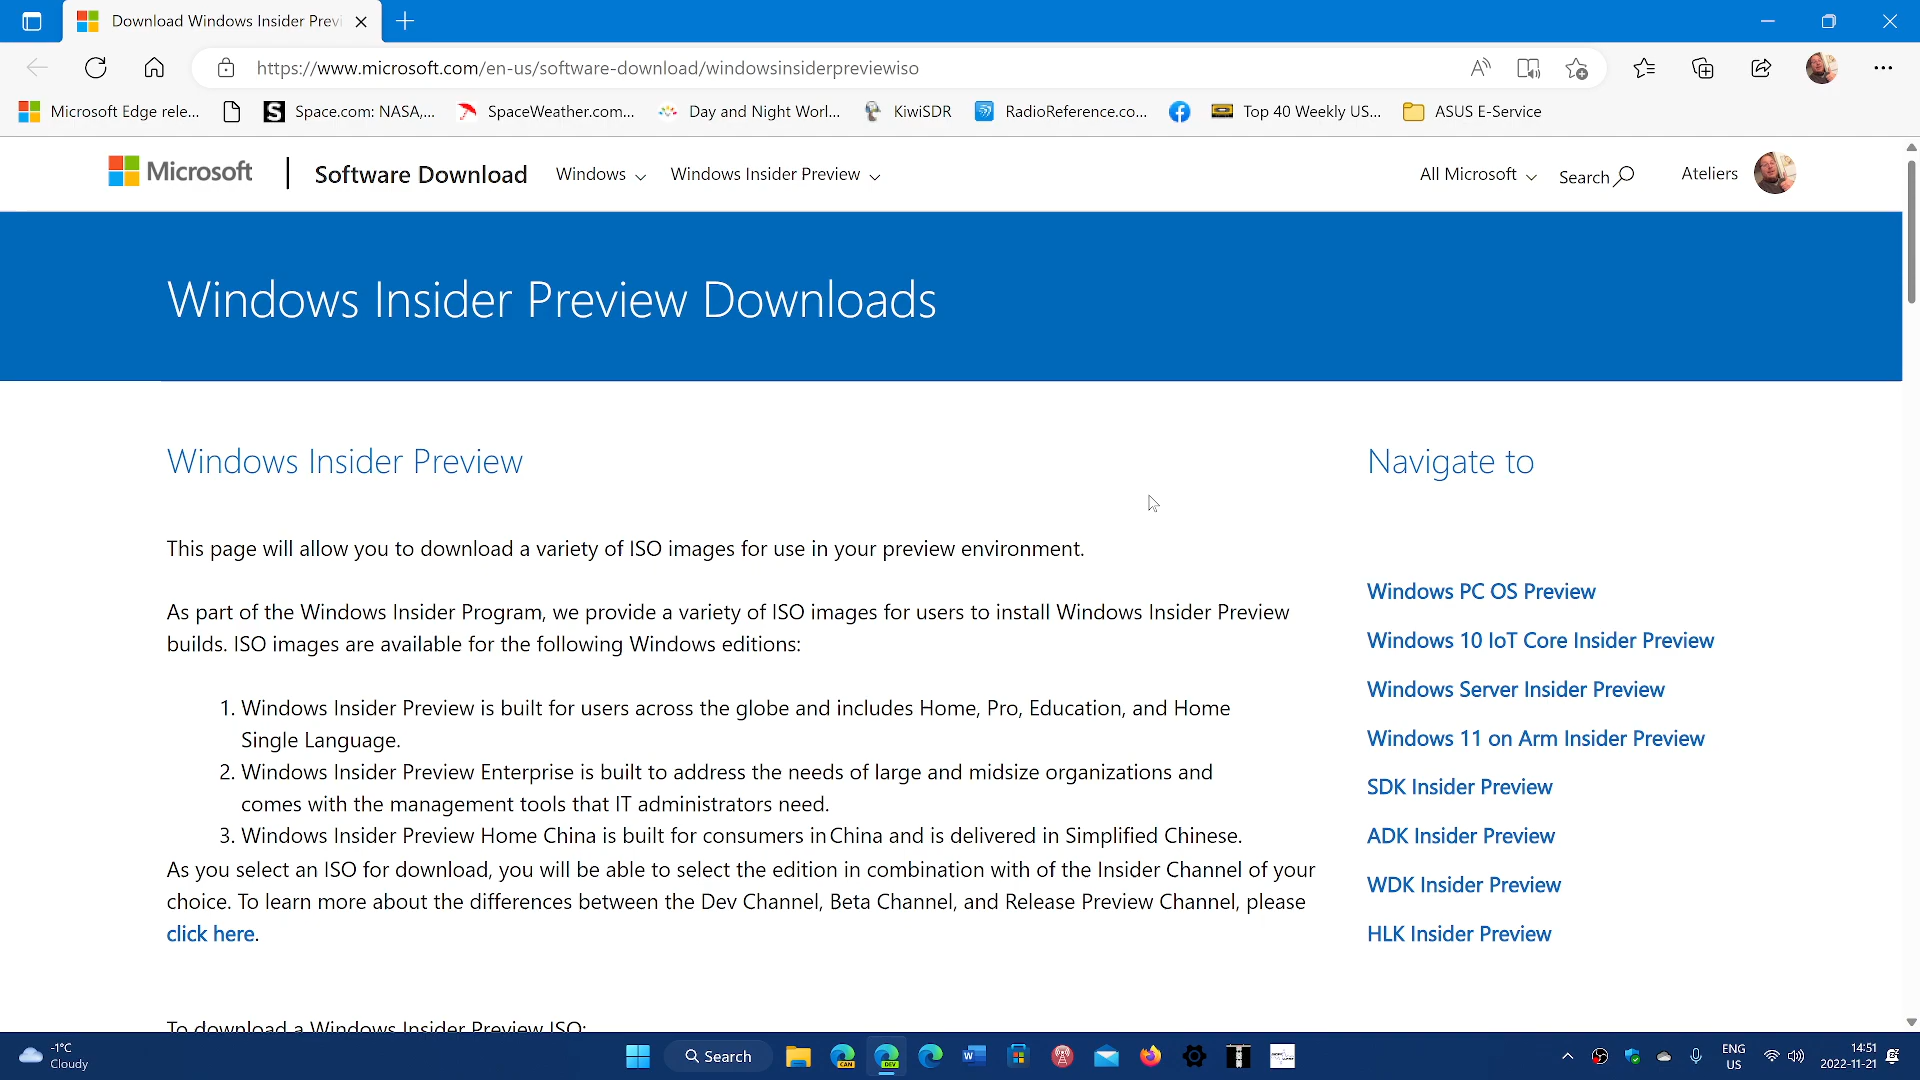 Download Windows Insider Previ
https://www.microsoft.com/en-us/software-download/windowsinsiderpreviewiso
Microsoft Edge rele... Space.com: NASA,... SpaceWeather.com... Day and Night Worl... KiwiSDR RadioReference.co... Top 40 Weekly US... ASUS E-Service
Microsoft Software Download Windows Windows Insider Preview All Microsoft Search Ateliers
Windows Insider Preview Downloads
Windows Insider Preview
This page will allow you to download a variety of ISO images for use in your preview environment.
As part of the Windows Insider Program, we provide a variety of ISO images for users to install Windows Insider Preview
builds. ISO images are available for the following Windows editions:
1. Windows Insider Preview is built for users across the globe and includes Home, Pro, Education, and Home
Single Language.
2. Windows Insider Preview Enterprise is built to address the needs of large and midsize organizations and
comes with the management tools that IT administrators need.
3. Windows Insider Preview Home China is built for consumers in China and is delivered in Simplified Chinese.
As you select an ISO for download, you will be able to select the edition in combination with of the Insider Channel of your
choice. To learn more about the differences between the Dev Channel, Beta Channel, and Release Preview Channel, please
click here.
To download a Windows Insider Preview ISO:
Navigate to
Windows PC OS Preview
Windows 10 IoT Core Insider Preview
Windows Server Insider Preview
Windows 11 on Arm Insider Preview
SDK Insider Preview
ADK Insider Preview
WDK Insider Preview
HLK Insider Preview
-1°C
Cloudy
Search
CAN
DEV
ENG
US
14:51
2022-11-21